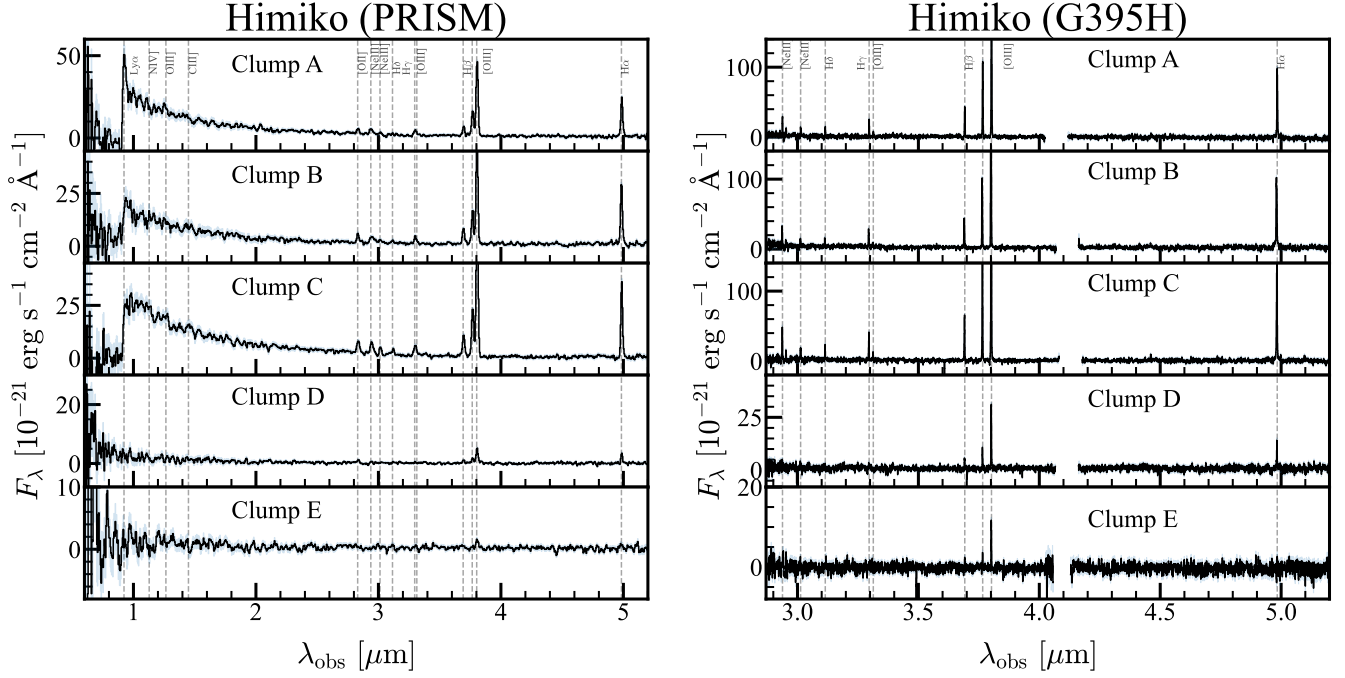 Himiko (PRISM)
Himiko (G395H)
F_λ [10^{-21} erg s^{-1} cm^{-2} Å^{-1}]
50
0
Clump A
Lyα
NIV]
OIII]
CIII]
[OII]
[NeIII]
[NeIII]
Hδ
Hγ
[OIII]
Hβ
[OIII]
Hα
25
0
Clump B
25
0
Clump C
20
0
Clump D
10
0
Clump E
1
2
3
4
5
λ_obs [μm]
F_λ [10^{-21} erg s^{-1} cm^{-2} Å^{-1}]
100
0
Clump A
[NeIII]
[NeIII]
Hδ
Hγ
[OIII]
Hβ
[OIII]
Hα
100
0
Clump B
100
0
Clump C
25
0
Clump D
20
0
Clump E
3.0
3.5
4.0
4.5
5.0
λ_obs [μm]